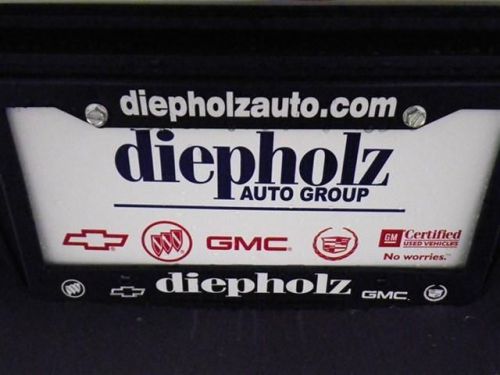 diepholzauto.com
diepholz
AUTO GROUP
GMC GM Certified
USED VEHICLES
No worries.
diepholz GMC